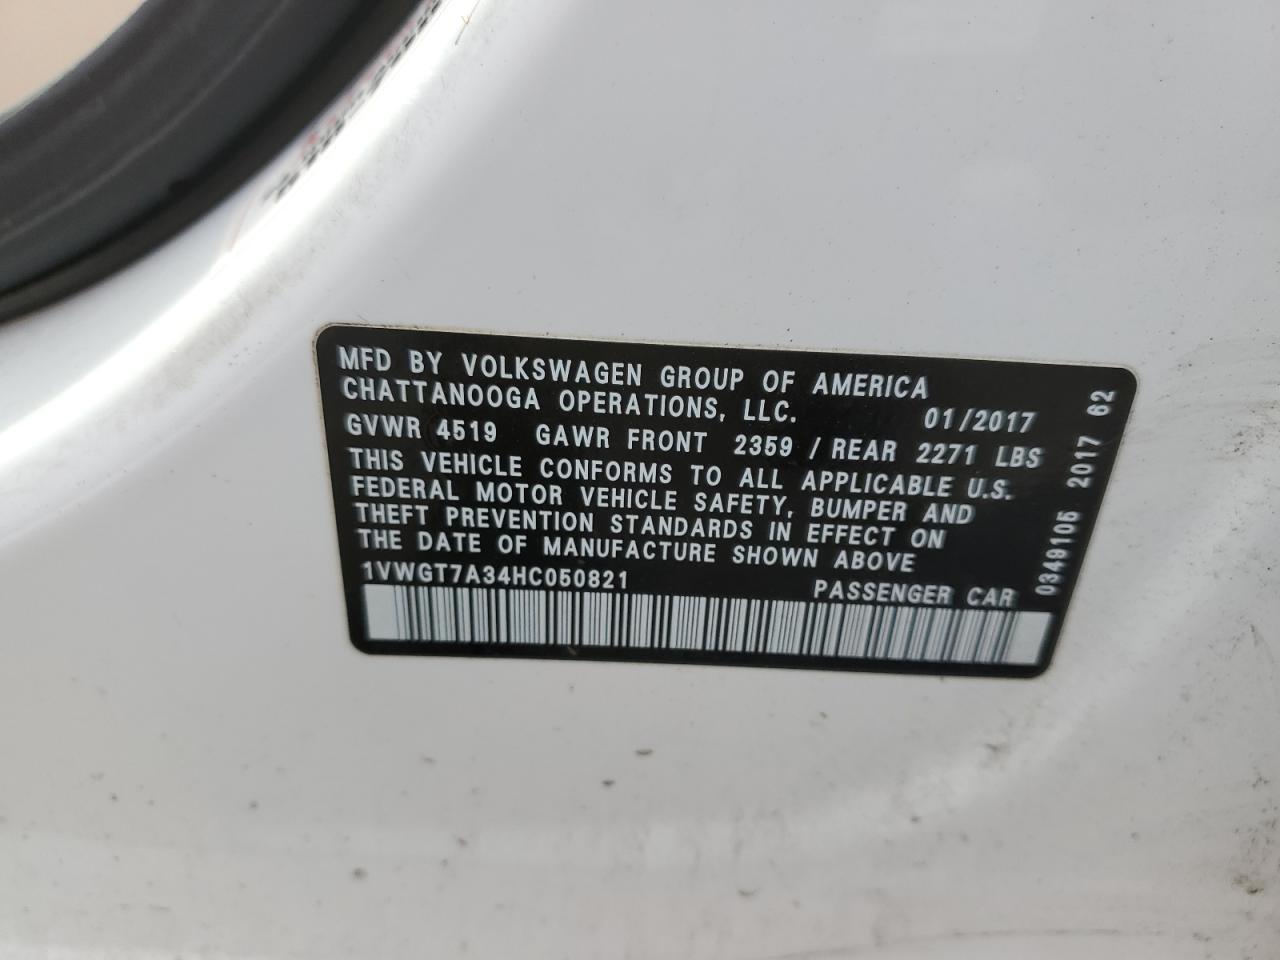 MFD BY VOLKSWAGEN GROUP OF AMERICA
CHATTANOOGA OPERATIONS, LLC. 01/2017
GVWR 4519 GAWR FRONT 2359 / REAR 2271 LBS
THIS VEHICLE CONFORMS TO ALL APPLICABLE U.S.
FEDERAL MOTOR VEHICLE SAFETY, BUMPER AND
THEFT PREVENTION STANDARDS IN EFFECT ON
THE DATE OF MANUFACTURE SHOWN ABOVE
1VWGT7A34HC050821 PASSENGER CAR
0349105 2017 62